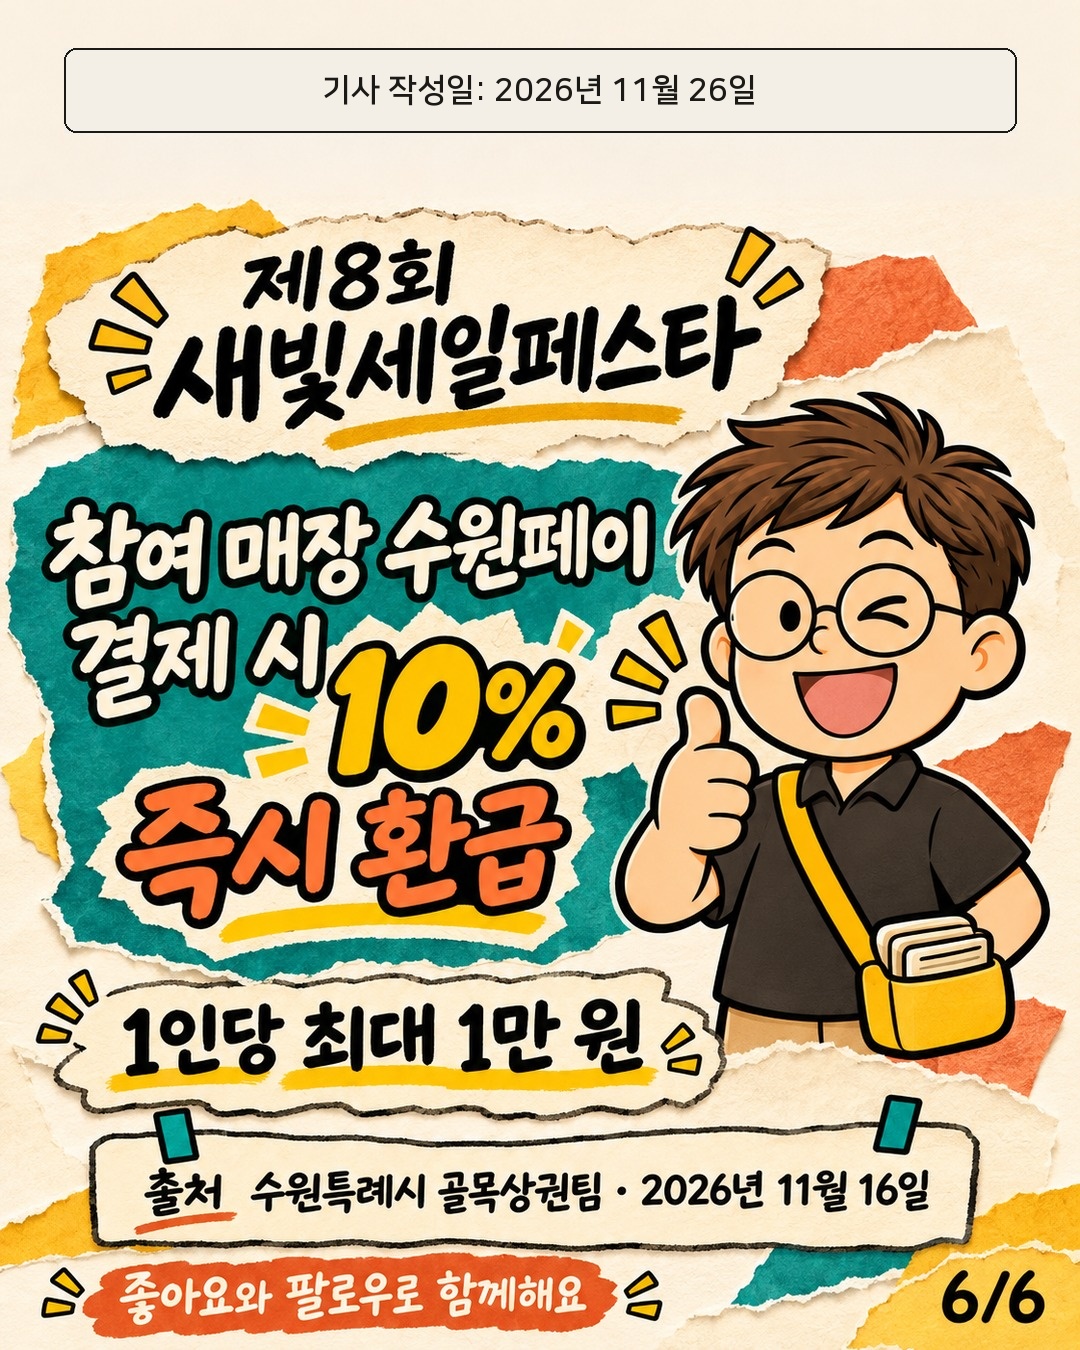 기사 작성일: 2026년 11월 26일
제8회
새빛세일페스타
참여 매장 수원페이
결제 시
10%
즉시 환급
1인당 최대 1만 원
출처 수원특례시 골목상권팀 · 2026년 11월 16일
좋아요와 팔로우로 함께해요
6/6